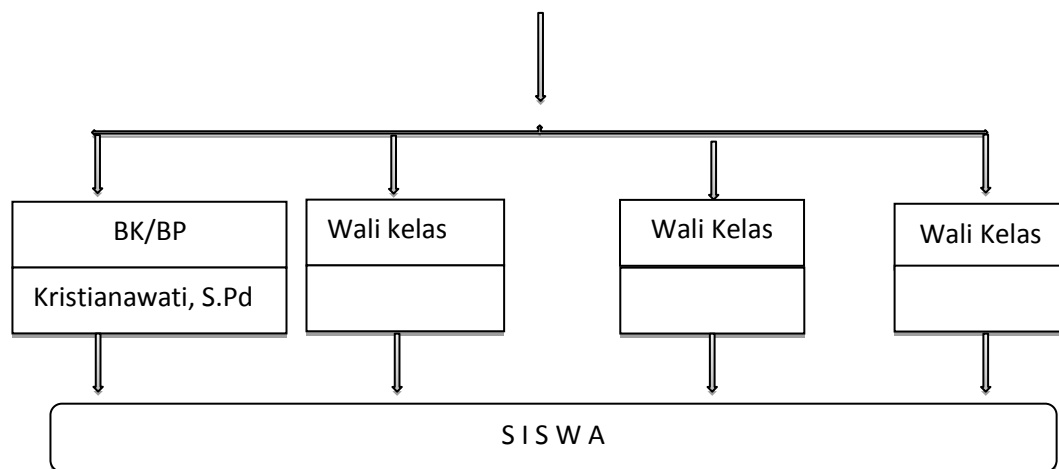 BK/BP
Kristianawati, S.Pd
Wali kelas
Wali Kelas
Wali Kelas
S I S W A